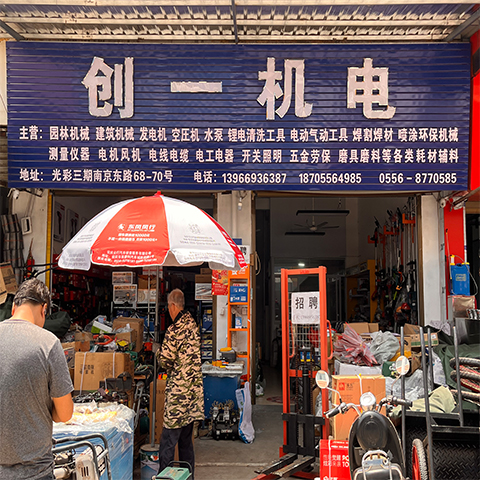 创一机电
主营：园林机械 建筑机械 发电机 空压机 水泵 锂电清洗工具 电动气动工具 焊割焊材 喷涂环保机械
测量仪器 电机风机 电线电缆 电工电器 开关照明 五金劳保 磨具磨料等各类耗材辅料
地址：光彩三期南京东路68-70号 电话：13966936387 18705564985 0556-8770585
招聘